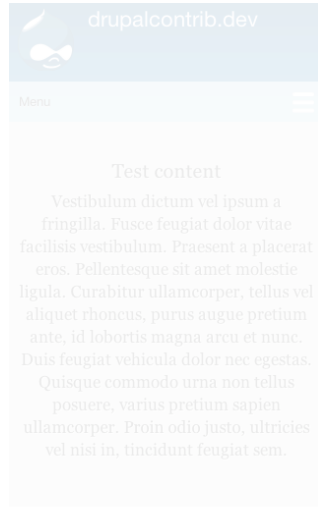 drupalcontrib.dev
Menu
Test content
Vestibulum dictum vel ipsum a
fringilla. Fusce feugiat dolor vitae
facilisis vestibulum. Praesent a placerat
eros. Pellentesque sit amet molestie
ligula. Curabitur ullamcorper, tellus vel
aliquet rhoncus, purus augue pretium
ante, id lobortis magna arcu et nunc.
Duis feugiat vehicula dolor nec egestas.
Quisque commodo urna non tellus
posuere, varius pretium sapien
ullamcorper. Proin odio justo, ultricies
vel nisi in, tincidunt feugiat sem.